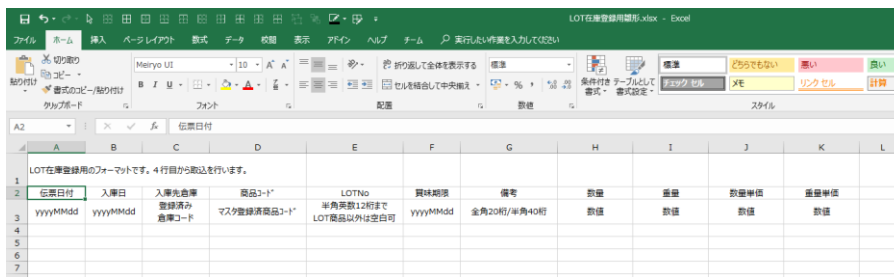 LOT在庫登録用雛形.xlsx - Excel
ファイル ホーム 挿入 ページ レイアウト 数式 データ 校閲 表示 アドイン ヘルプ チーム 実行したい作業を入力してください
貼り付け
切り取り
コピー
書式のコピー/貼り付け
クリップボード
Meiryo UI 10 A A
B I U A
フォント
折り返して全体を表示する
セルを結合して中央揃え
配置
標準
% ,
数値
条件付き書式
テーブルとして書式設定
標準 どちらでもない 悪い 良い
チェック セル メモ リンク セル 計算
スタイル
A2 fx 伝票日付
A B C D E F G H I J K L
1 LOT在庫登録用のフォーマットです。4行目から取込を行います。
2 伝票日付 入庫日 入庫先倉庫 商品コード LOTNo 賞味期限 備考 数量 重量 数量単価 重量単価
3 yyyyMMdd yyyyMMdd 登録済み倉庫コード マスタ登録済商品コード 半角英数12桁まで LOT商品以外は空白可 yyyyMMdd 全角20桁/半角40桁 数値 数値 数値 数値
4
5
6
7